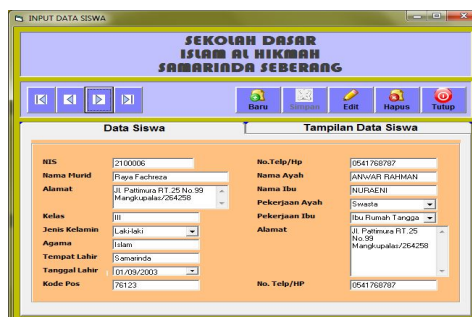 INPUT DATA SISWA
SEKOLAH DASAR
ISLAM AL HIKMAH
SAMARINDA SEBERANG
Baru Simpan Edit Hapus Tutup
Data Siswa Tampilan Data Siswa
NIS 2100006
Nama Murid Raya Fachreza
Alamat Jl. Pattimura RT.25 No.99
Mangkupalas/264258
Kelas III
Jenis Kelamin Laki-laki
Agama Islam
Tempat Lahir Samarinda
Tanggal Lahir 01/09/2003
Kode Pos 76123
No.Telp/Hp 0541768787
Nama Ayah ANWAR RAHMAN
Nama Ibu NURAENI
Pekerjaan Ayah Swasta
Pekerjaan Ibu Ibu Rumah Tangga
Alamat Jl. Pattimura RT.25
No.99
Mangkupalas/264258
No. Telp/HP 0541768787